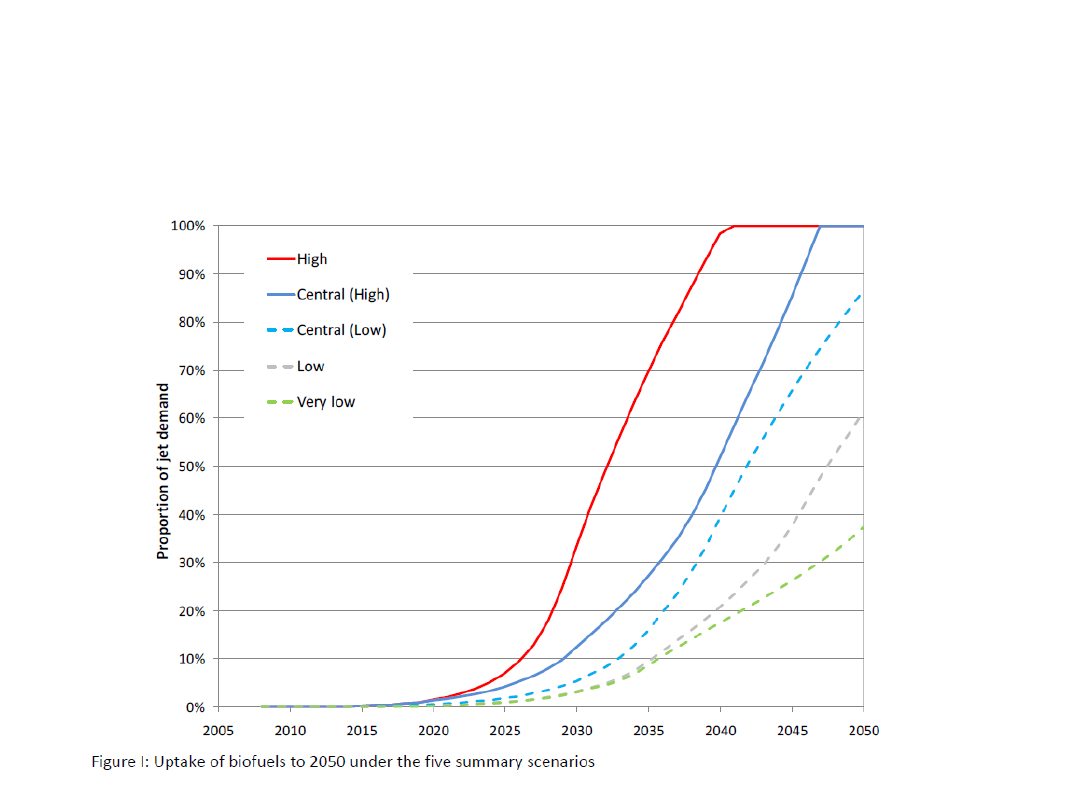 100%
90%
80%
70%
60%
50%
40%
30%
20%
10%
0%
Proportion of jet demand
High
Central (High)
Central (Low)
Low
Very low
2005 2010 2015 2020 2025 2030 2035 2040 2045 2050
Figure I: Uptake of biofuels to 2050 under the five summary scenarios